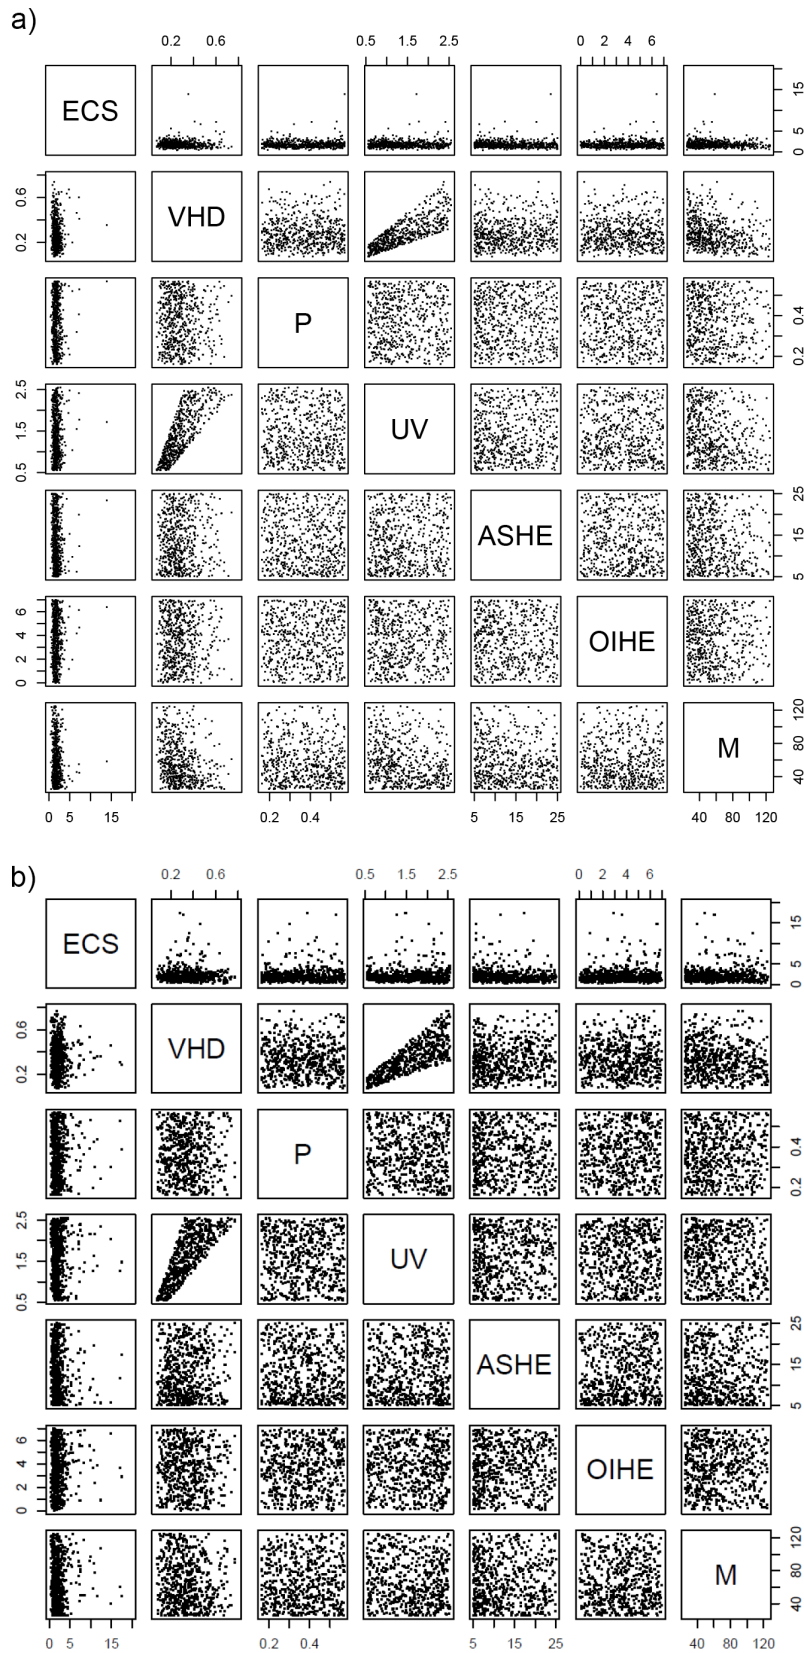 a)
0.2 0.6 0.5 1.5 2.5 0 2 4 6
ECS 0 5 15
0.2 0.6 VHD
P 0.2 0.4
0.5 1.5 2.5 UV
ASHE 5 15 25
0 2 4 6 OIHE
M 40 80 120
0 5 15 0.2 0.4 5 15 25 40 80 120
b)
0.2 0.6 0.5 1.5 2.5 0 2 4 6
ECS 0 5 15
0.2 0.6 VHD
P 0.2 0.4
0.5 1.5 2.5 UV
ASHE 5 15 25
0 2 4 6 OIHE
M 40 80 120
0 5 15 0.2 0.4 5 15 25 40 80 120